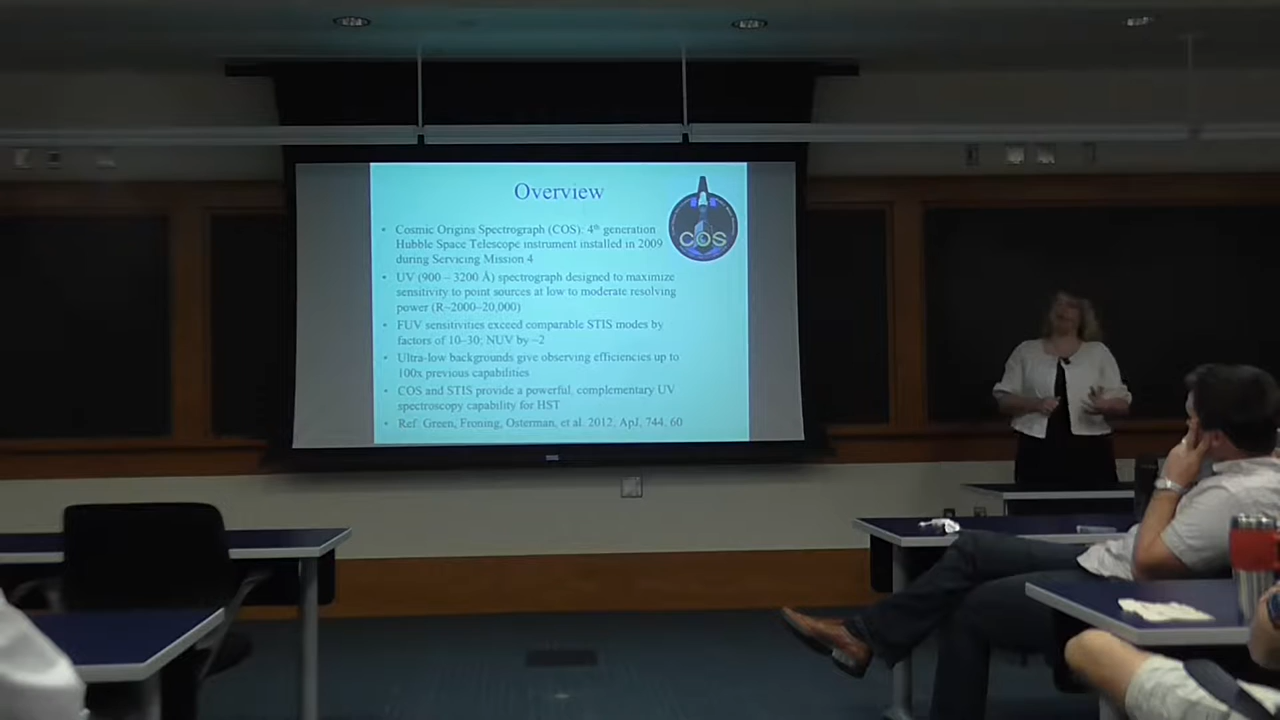 Overview
COS
• Cosmic Origins Spectrograph (COS): 4th generation
Hubble Space Telescope instrument installed in 2009
during Servicing Mission 4
• UV (900 – 3200 Å) spectrograph designed to maximize
sensitivity to point sources at low to moderate resolving
power (R~2000–20,000)
• FUV sensitivities exceed comparable STIS modes by
factors of 10–30; NUV by ~2
• Ultra-low backgrounds give observing efficiencies up to
100x previous capabilities
• COS and STIS provide a powerful, complementary UV
spectroscopy capability for HST
• Ref: Green, Froning, Osterman, et al. 2012, ApJ, 744, 60